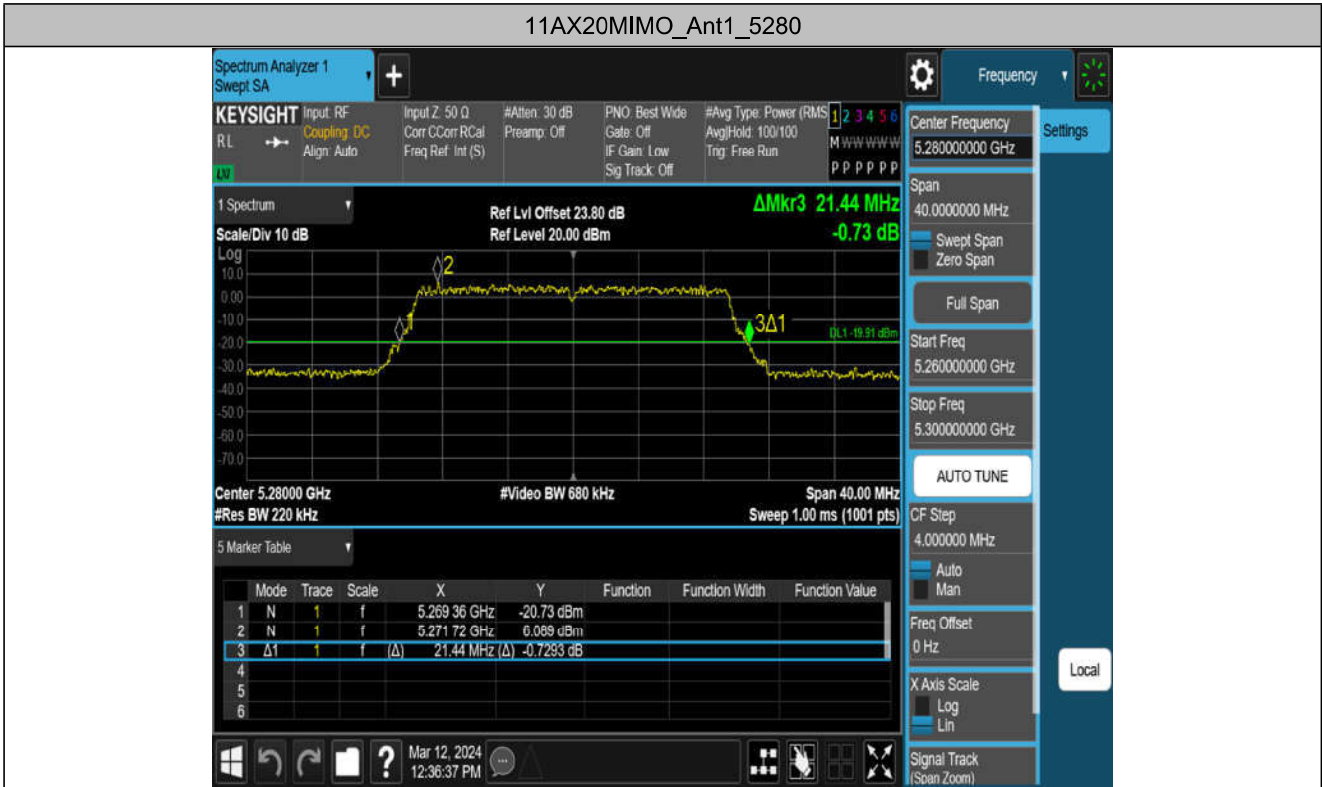 11AX20MIMO_Ant1_5280
Spectrum Analyzer 1
Swept SA
+
Frequency
KEYSIGHT
RL
LXI
Input: RF
Coupling: DC
Align: Auto
Input Z: 50 Ω
Corr CCorr RCal
Freq Ref: Int (S)
#Atten: 30 dB
Preamp: Off
PNO: Best Wide
Gate: Off
IF Gain: Low
Sig Track: Off
#Avg Type: Power (RMS
Avg|Hold: 100/100
Trig: Free Run
1 2 3 4 5 6
M W W W W W
P P P P P P
1 Spectrum
Scale/Div 10 dB
Ref Lvl Offset 23.80 dB
Ref Level 20.00 dBm
ΔMkr3 21.44 MHz
-0.73 dB
Log
10.0
0.00
-10.0
-20.0
-30.0
-40.0
-50.0
-60.0
-70.0
2
1
3Δ1
DL1 -19.91 dBm
Center 5.28000 GHz
#Res BW 220 kHz
#Video BW 680 kHz
Span 40.00 MHz
Sweep 1.00 ms (1001 pts)
5 Marker Table
Mode Trace Scale X Y Function Function Width Function Value
1 N 1 f 5.269 36 GHz -20.73 dBm
2 N 1 f 5.271 72 GHz 6.089 dBm
3 Δ1 1 f (Δ) 21.44 MHz (Δ) -0.7293 dB
4
5
6
?
Mar 12, 2024
12:36:37 PM
Center Frequency
5.280000000 GHz
Settings
Span
40.0000000 MHz
Swept Span
Zero Span
Full Span
Start Freq
5.260000000 GHz
Stop Freq
5.300000000 GHz
AUTO TUNE
CF Step
4.000000 MHz
Auto
Man
Freq Offset
0 Hz
Local
X Axis Scale
Log
Lin
Signal Track
(Span Zoom)